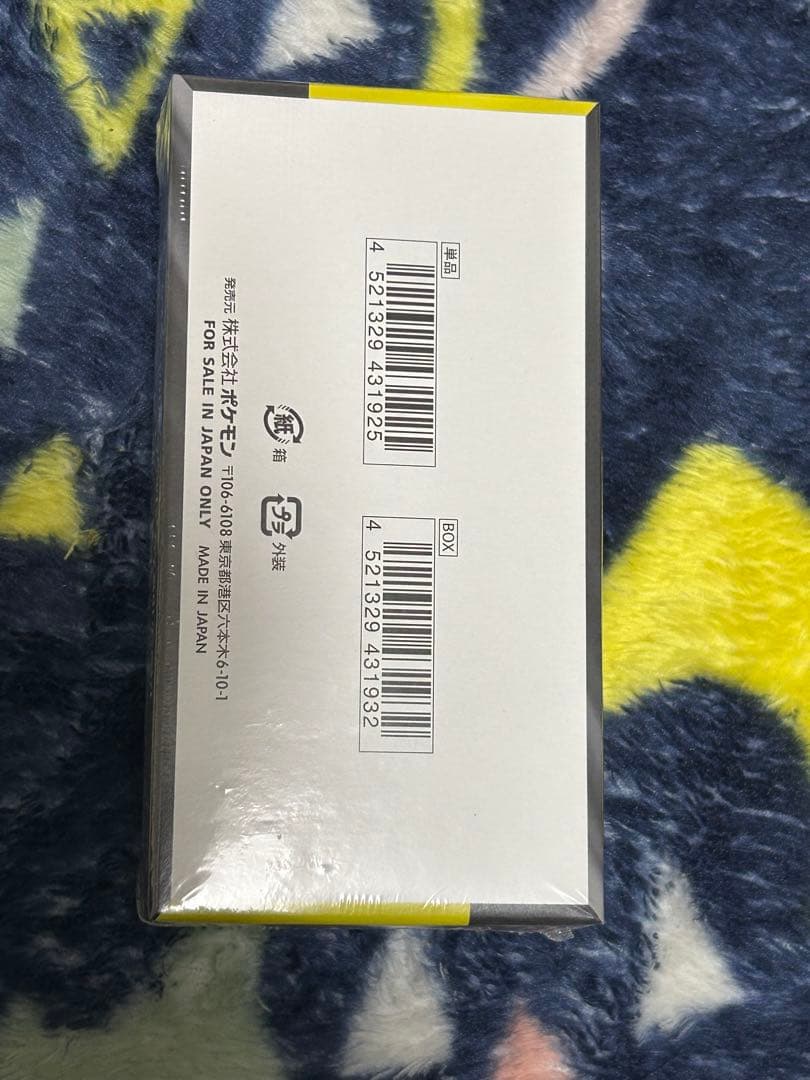 単品
4 521329 431925
BOX
4 521329 431932
紙 箱
プラ 外装
発売元 株式会社ポケモン 〒106-6108 東京都港区六本木6-10-1
FOR SALE IN JAPAN ONLY MADE IN JAPAN